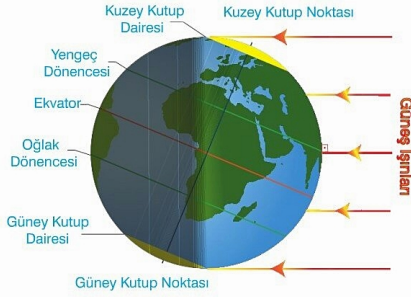 Kuzey Kutup
Dairesi
Kuzey Kutup Noktası
Yengeç
Dönencesi
Ekvator
Oğlak
Dönencesi
Güney Kutup
Dairesi
Güney Kutup Noktası
Güneş Işınları